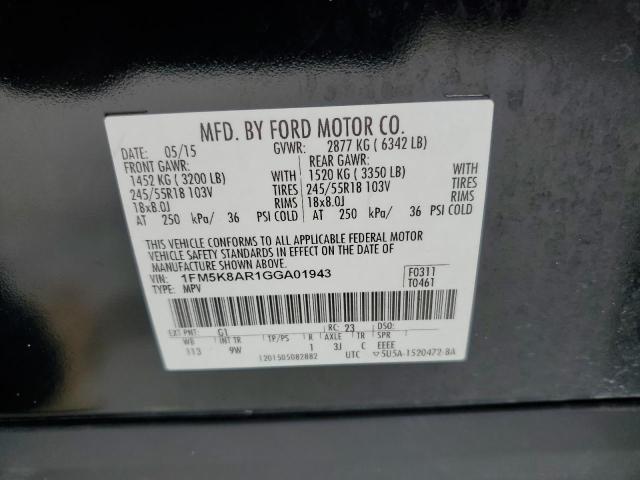 MFD. BY FORD MOTOR CO.
DATE: 05/15 GVWR: 2877 KG ( 6342 LB)
FRONT GAWR: REAR GAWR:
1452 KG ( 3200 LB) WITH 1520 KG ( 3350 LB) WITH
245/55R18 103V TIRES 245/55R18 103V TIRES
18x8.0J RIMS 18x8.0J RIMS
AT 250 kPa/ 36 PSI COLD AT 250 kPa/ 36 PSI COLD
THIS VEHICLE CONFORMS TO ALL APPLICABLE FEDERAL MOTOR
VEHICLE SAFETY STANDARDS IN EFFECT ON THE DATE OF
MANUFACTURE SHOWN ABOVE.
VIN: 1FM5K8AR1GGA01943 F0311
TYPE: MPV T0461
EXT PNT: G1 RC: 23 DSO:
WB INT TR TP/PS R AXLE TR S
113 9W 1 3J C EEEE
1201505082882 UTC 5U5A-1520472-BA